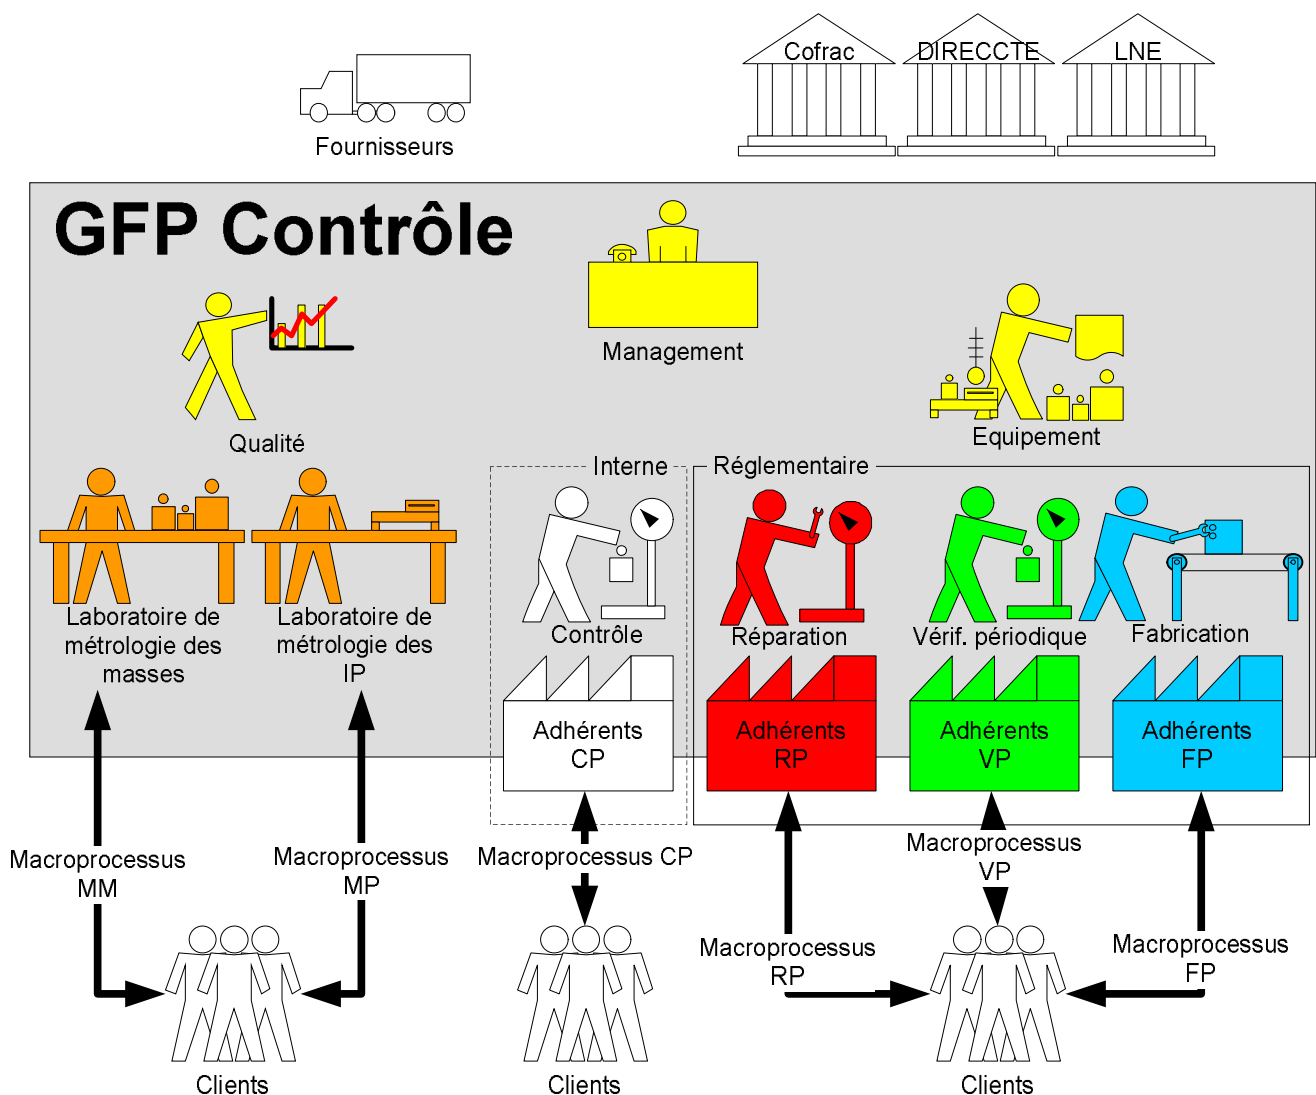 Cofrac
DIRECCTE
LNE
Fournisseurs
GFP Contrôle
Management
Qualité
Equipement
Interne
Réglementaire
Laboratoire de
métrologie des
masses
Laboratoire de
métrologie des
IP
Contrôle
Réparation
Vérif. périodique
Fabrication
Adhérents
CP
Adhérents
RP
Adhérents
VP
Adhérents
FP
Macroprocessus
MM
Macroprocessus
MP
Macroprocessus CP
Macroprocessus
VP
Macroprocessus
RP
Macroprocessus
FP
Clients
Clients
Clients